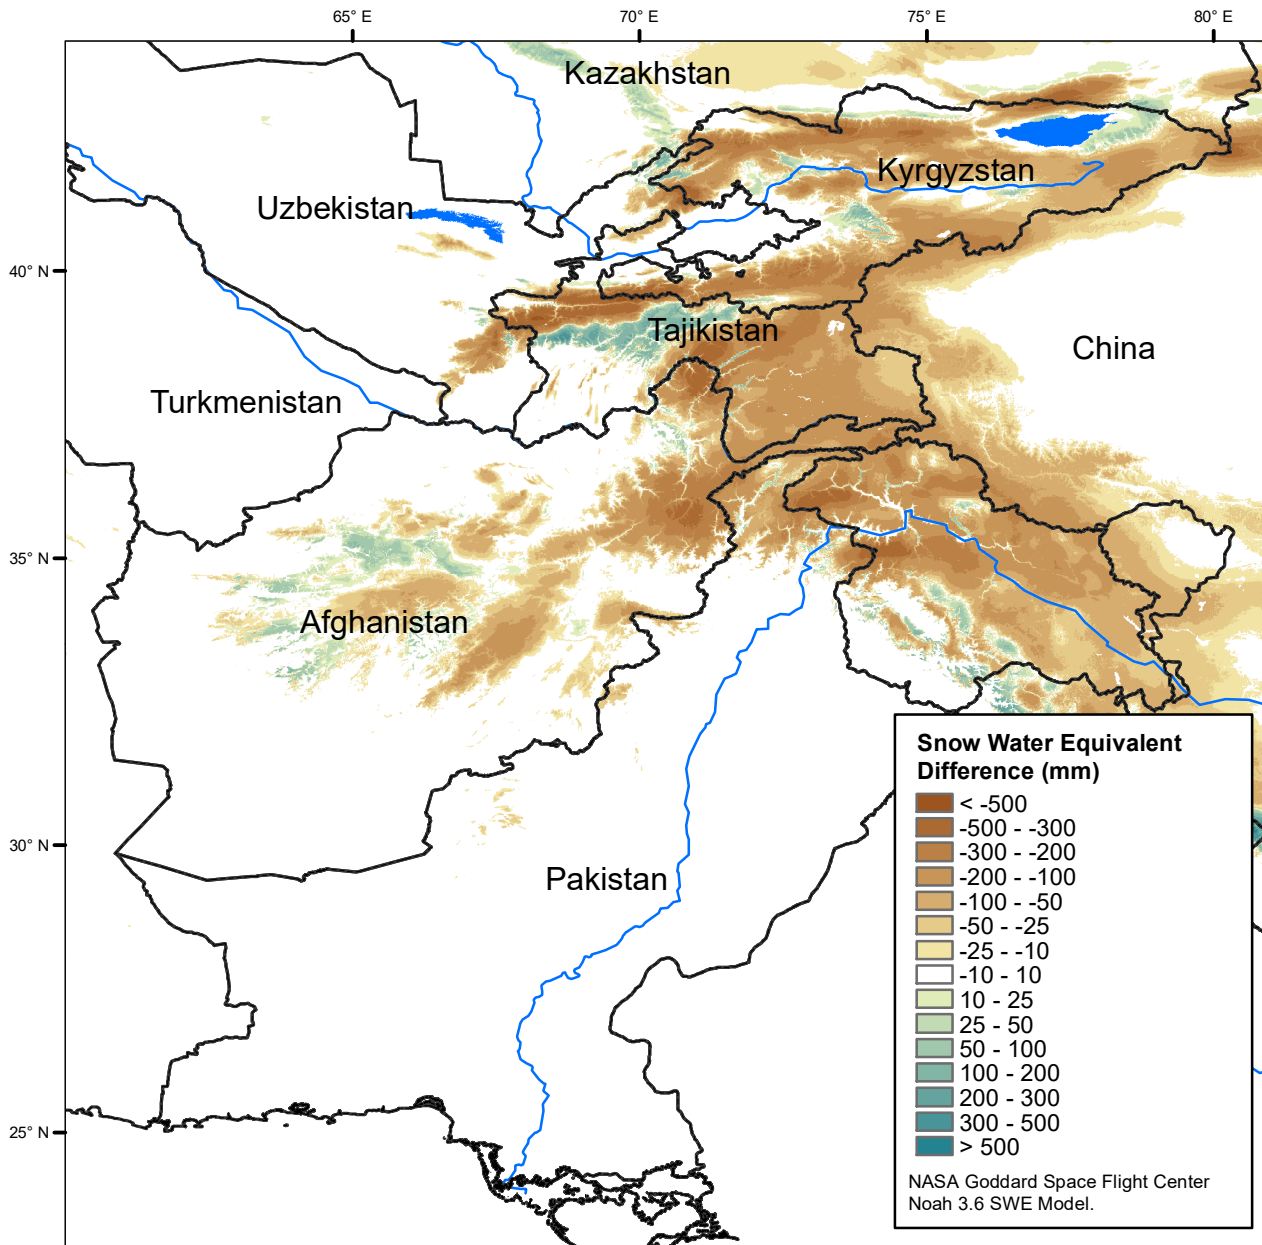 65° E
70° E
75° E
80° E
Kazakhstan
Kyrgyzstan
Uzbekistan
40° N
Tajikistan
China
Turkmenistan
35° N
Afghanistan
30° N
Pakistan
25° N
Snow Water Equivalent
Difference (mm)
< -500
-500 - -300
-300 - -200
-200 - -100
-100 - -50
-50 - -25
-25 - -10
-10 - 10
10 - 25
25 - 50
50 - 100
100 - 200
200 - 300
300 - 500
> 500
NASA Goddard Space Flight Center
Noah 3.6 SWE Model.